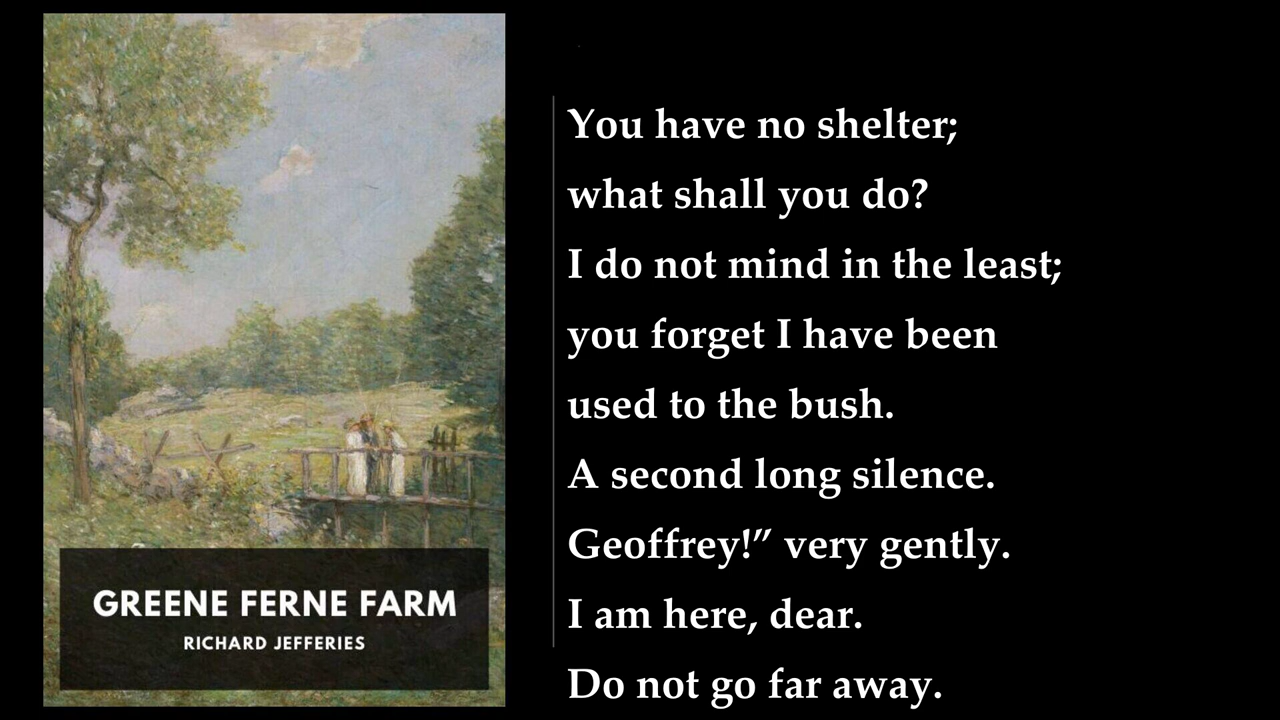 GREENE FERNE FARM
RICHARD JEFFERIES
You have no shelter;
what shall you do?
I do not mind in the least;
you forget I have been
used to the bush.
A second long silence.
Geoffrey!” very gently.
I am here, dear.
Do not go far away.